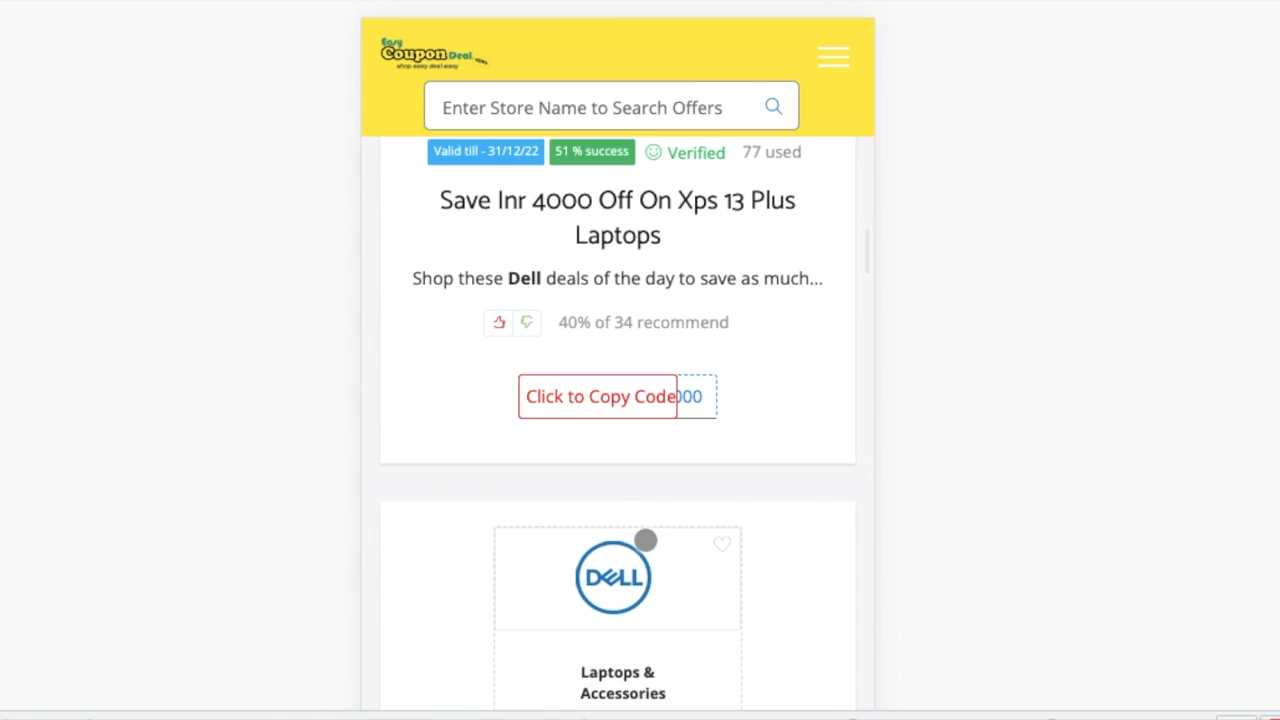 Easy
Coupon Deal .com
shop easy deal easy
Enter Store Name to Search Offers
Valid till - 31/12/22 51 % success Verified 77 used
Save Inr 4000 Off On Xps 13 Plus
Laptops
Shop these Dell deals of the day to save as much...
40% of 34 recommend
Click to Copy Code 000
DELL
Laptops &
Accessories